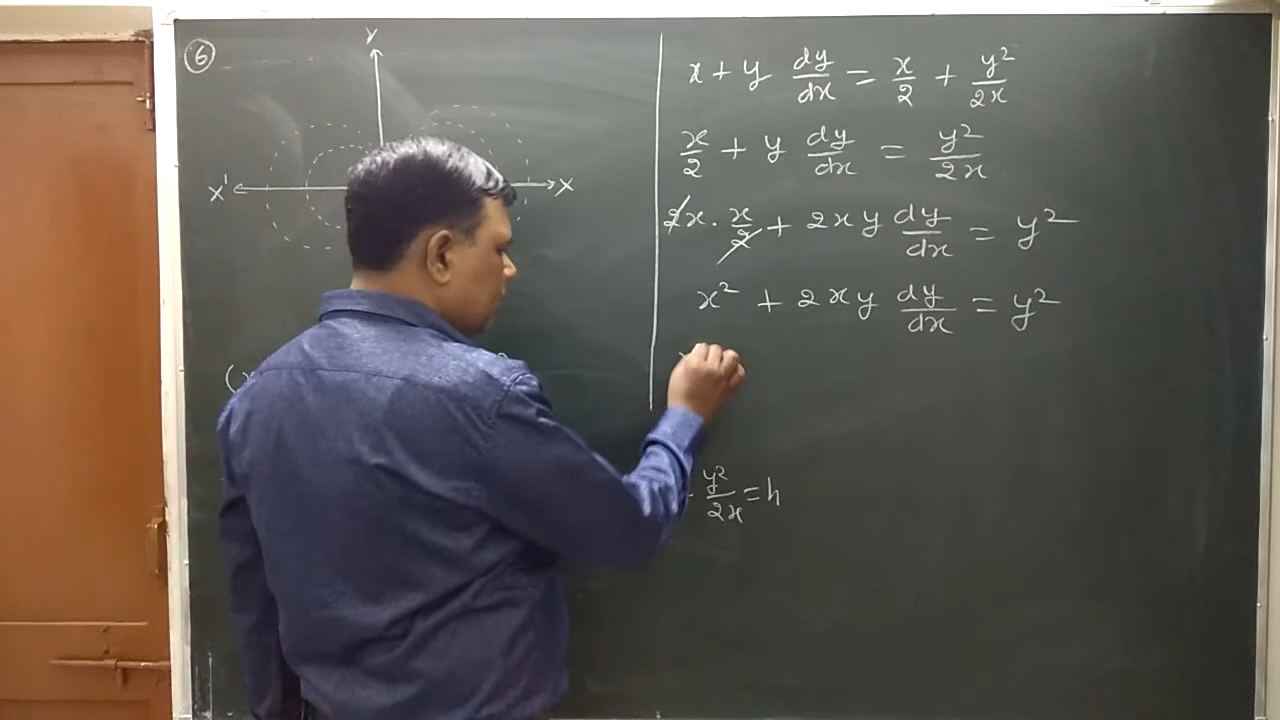 ⑥
Y
X' X
(x
x + y dy/dx = x/2 + y²/2x
x/2 + y dy/dx = y²/2x
2x · x/2 + 2xy dy/dx = y²
x² + 2xy dy/dx = y²
y²/2x = h